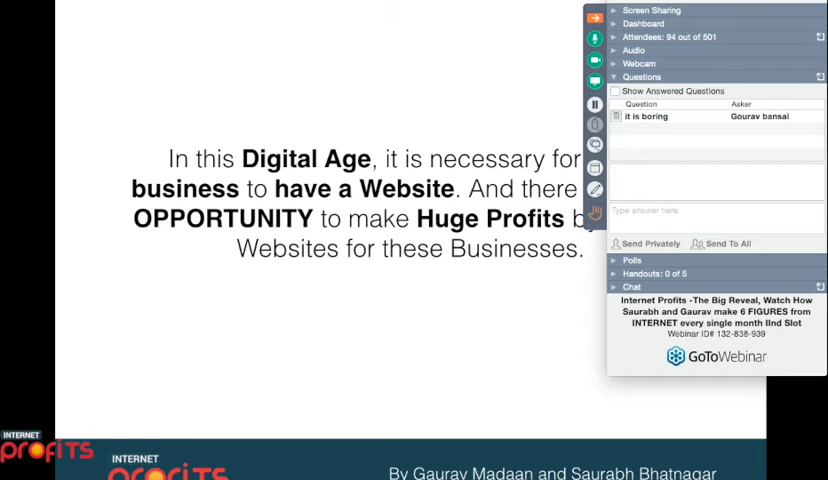 In this Digital Age, it is necessary for
business to have a Website. And there
OPPORTUNITY to make Huge Profits
Websites for these Businesses.
INTERNET
PROFITS
INTERNET
PROFITS
By Gaurav Madaan and Saurabh Bhatnagar
Screen Sharing
Dashboard
Attendees: 94 out of 501
Audio
Webcam
Questions
Show Answered Questions
Question Asker
it is boring Gourav bansal
Type answer here
Send Privately Send To All
Polls
Handouts: 0 of 5
Chat
Internet Profits -The Big Reveal, Watch How
Saurabh and Gaurav make 6 FIGURES from
INTERNET every single month IInd Slot
Webinar ID# 132-838-939
GoToWebinar